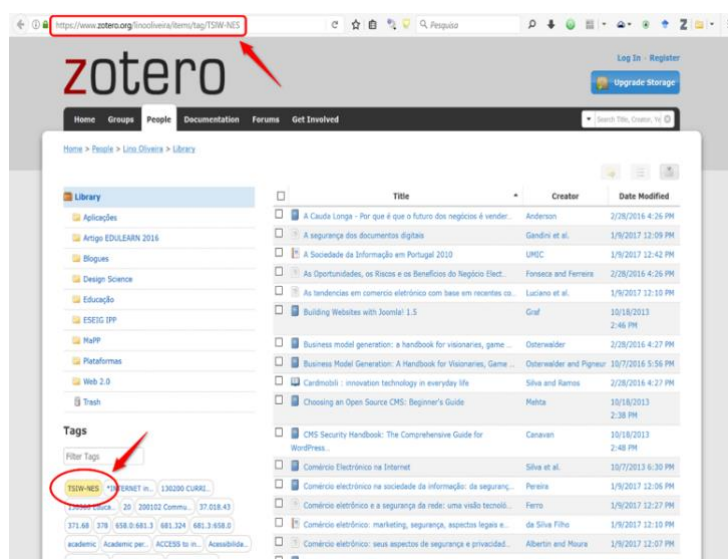 https://www.zotero.org/linooliveira/items/tag/TSIW-NES
Pesquisa
zotero
Log In · Register
Upgrade Storage
Home Groups People Documentation Forums Get Involved
Search Title, Creator, Ye
Home > People > Lino Oliveira > Library
Library
Aplicações
Artigo EDULEARN 2016
Blogues
Design Science
Educação
ESEIG IPP
MaPP
Plataformas
Web 2.0
Trash
Tags
Filter Tags
TSIW-NES *INTERNET in.. 130200 CURRI..
Educa.. 20 200102 Commu.. 37.018.43
371.68 378 658.0:681.3 681.324 681.3:658.0
academic Academic per.. ACCESS to in.. Acessibilida..
Title Creator Date Modified
A Cauda Longa - Por que é que o futuro dos negócios é vender.. Anderson 2/28/2016 4:26 PM
A segurança dos documentos digitais Gandini et al. 1/9/2017 12:09 PM
A Sociedade da Informação em Portugal 2010 UMIC 1/9/2017 12:42 PM
As Oportunidades, os Riscos e os Benefícios do Negócio Elect.. Fonseca and Ferreira 2/28/2016 4:26 PM
As tendencias em comercio eletrónico com base em recentes co.. Luciano et al. 1/9/2017 12:10 PM
Building Websites with Joomla! 1.5 Graf 10/18/2013
2:46 PM
Business model generation: a handbook for visionaries, game ... Osterwalder 2/28/2016 4:27 PM
Business Model Generation: A Handbook for Visionaries, Game ... Osterwalder and Pigneur 10/7/2016 5:56 PM
Cardmobili : innovation technology in everyday life Silva and Ramos 2/28/2016 4:27 PM
Choosing an Open Source CMS: Beginner's Guide Mehta 10/18/2013
2:38 PM
CMS Security Handbook: The Comprehensive Guide for Canavan 10/18/2013
WordPress.. 2:48 PM
Comércio Electrónico na Internet Silva et al. 10/7/2013 6:30 PM
Comércio electrónico na sociedade da informação: da seguranç.. Pereira 1/9/2017 12:06 PM
Comércio eletrónico e a segurança da rede: uma visão tecnoló.. Ferro 1/9/2017 12:27 PM
Comércio eletrônico: marketing, segurança, aspectos legais e.. da Silva Filho 1/9/2017 12:10 PM
Comércio eletrónico: seus aspectos de segurança e privacidad.. Albertin and Moura 1/9/2017 12:07 PM